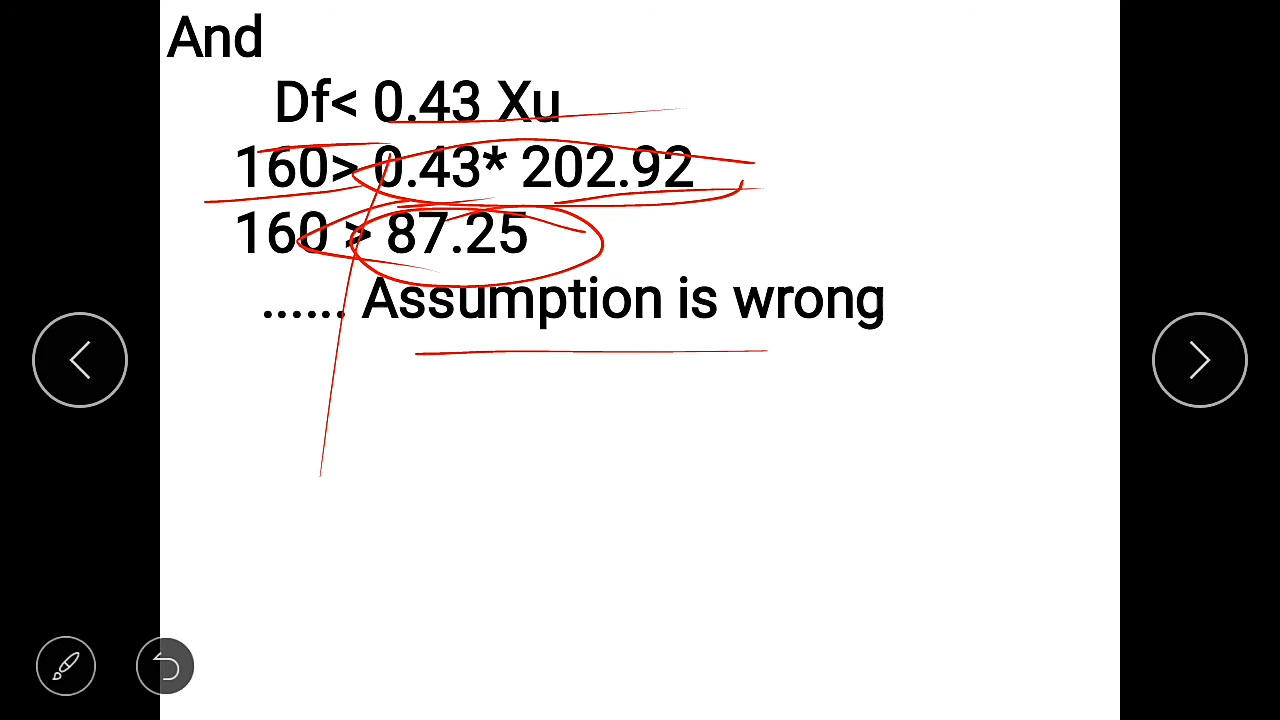 And
Df< 0.43 Xu
160> 0.43* 202.92
160 > 87.25
...... Assumption is wrong